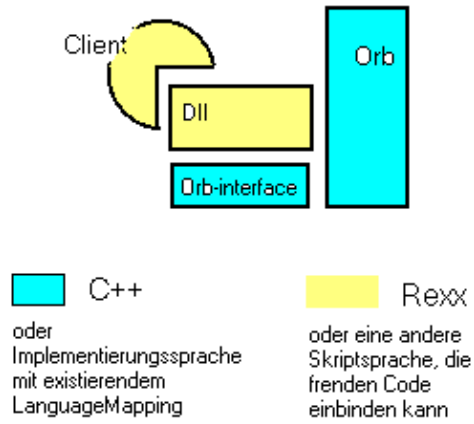 Client
Orb
Dll
Orb-interface
C++
oder
Implementierungssprache
mit existierendem
LanguageMapping
Rexx
oder eine andere
Skriptsprache, die
frenden Code
einbinden kann